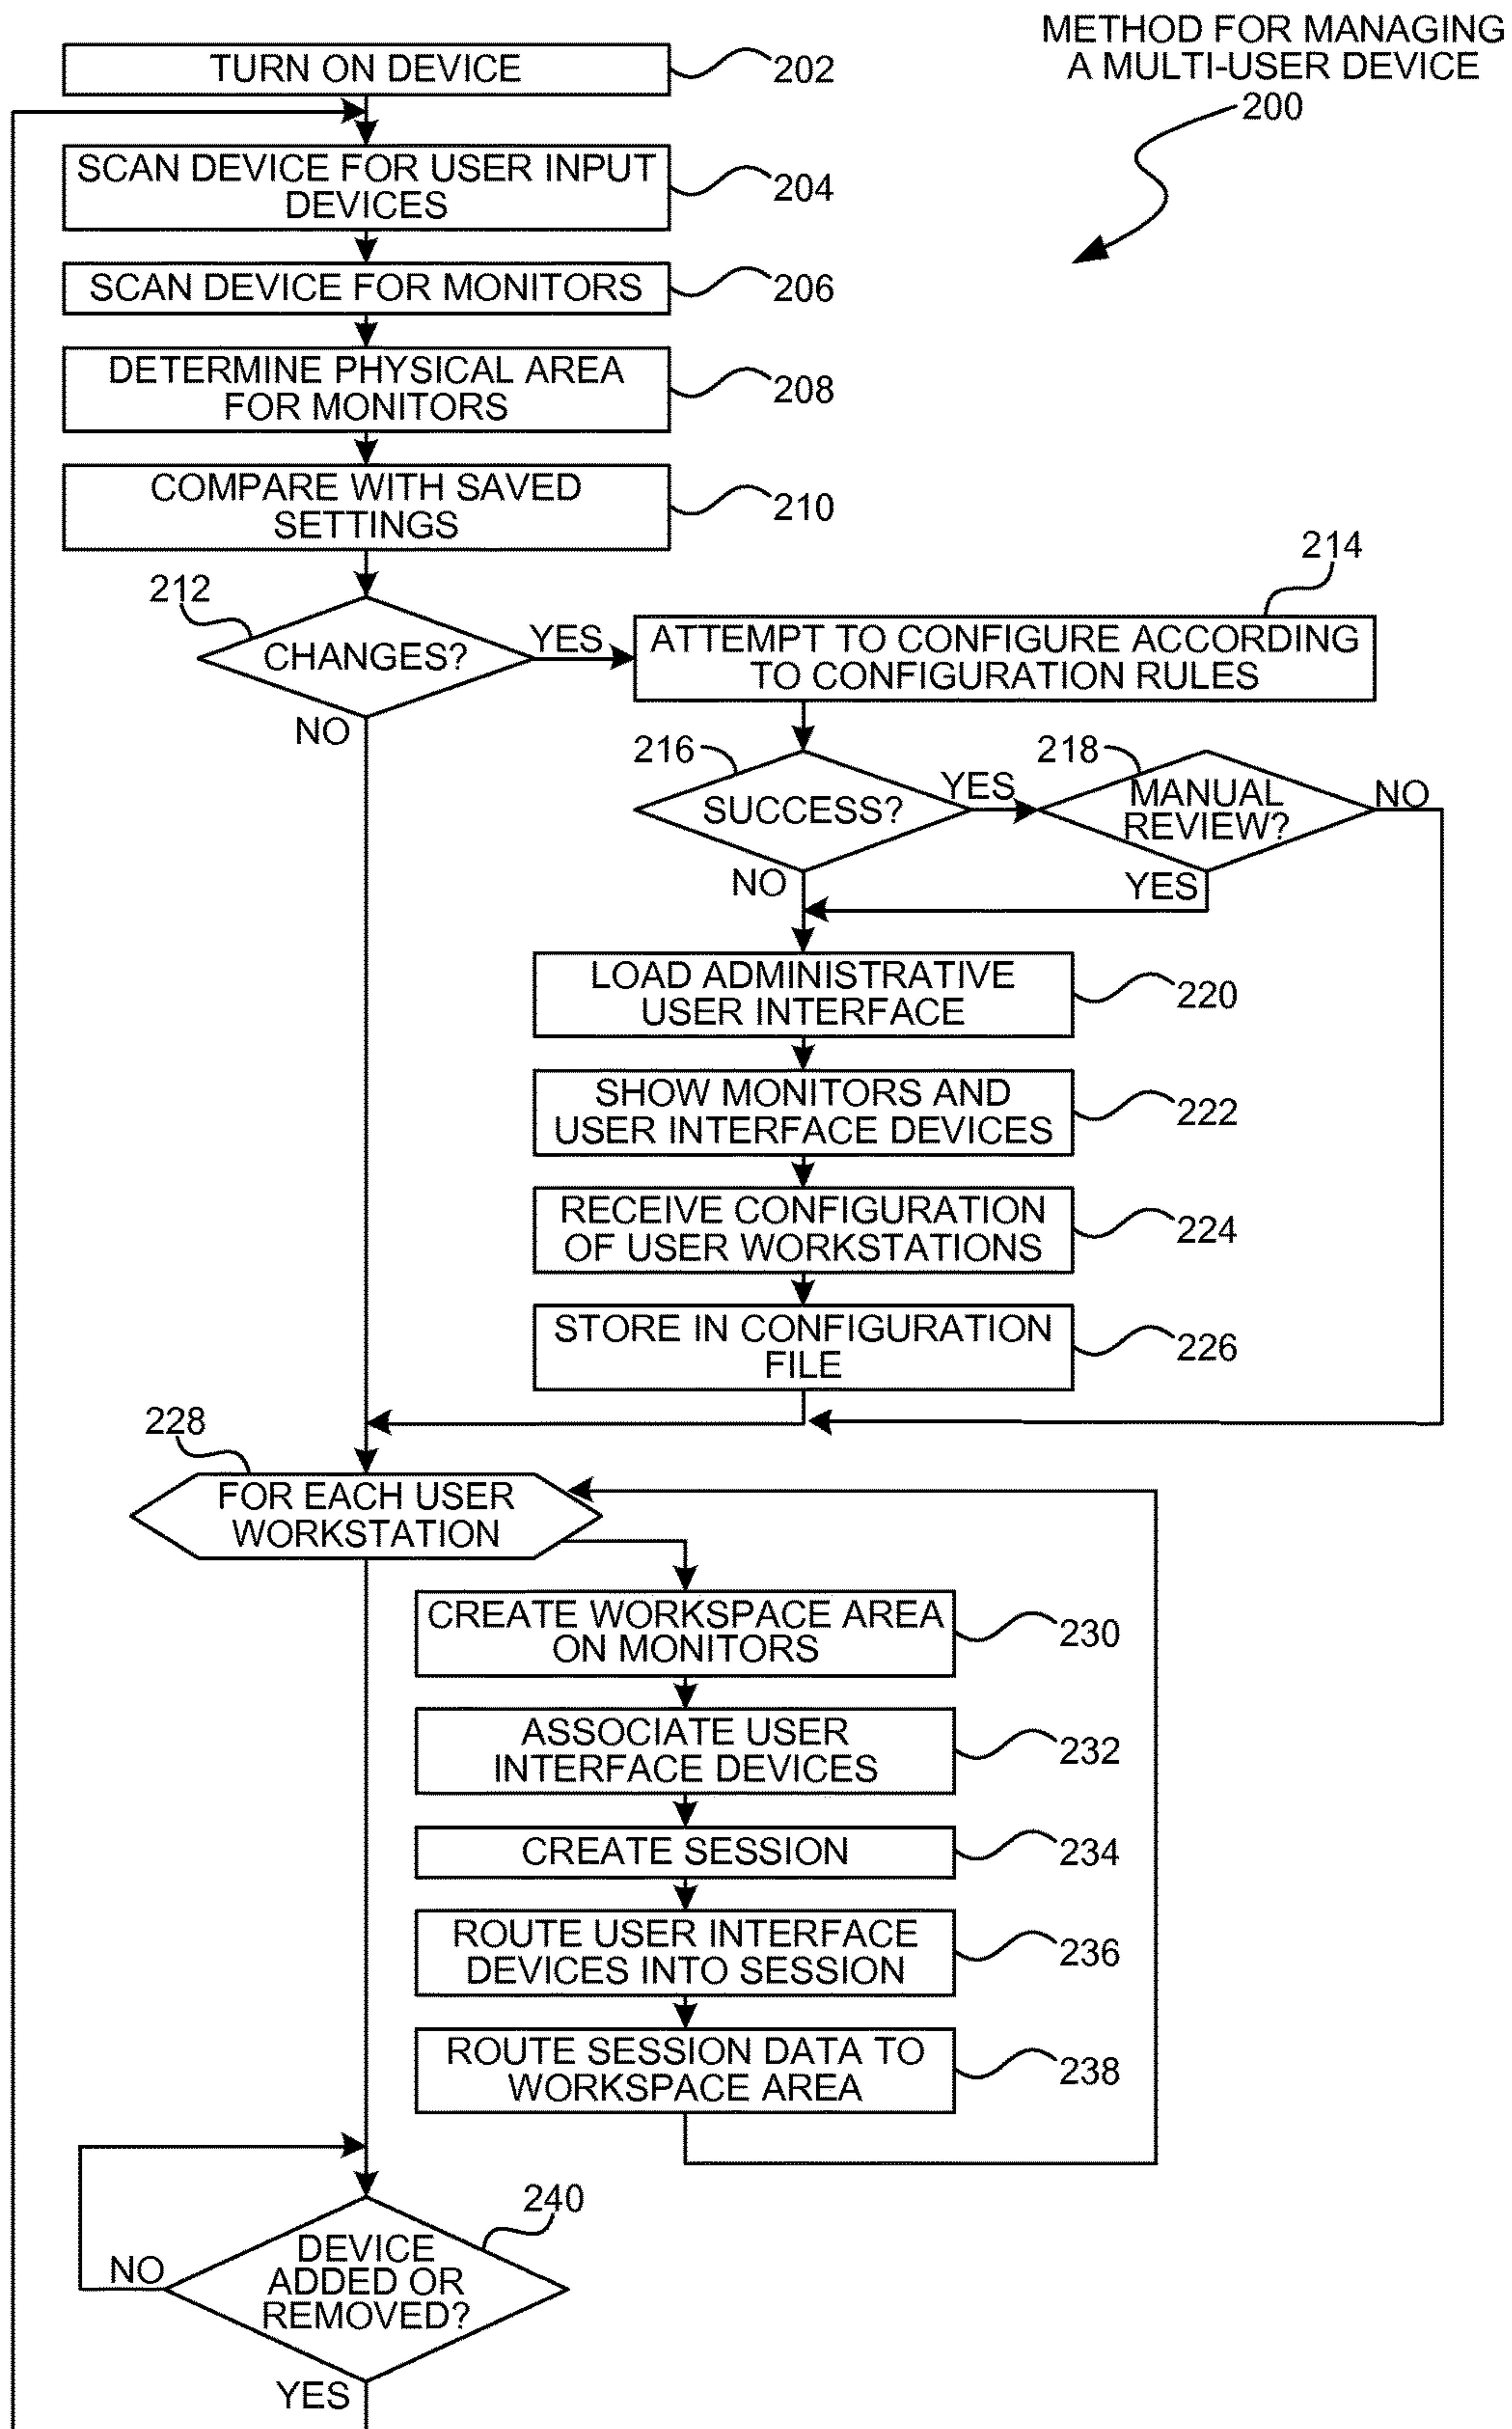 METHOD FOR MANAGING
A MULTI-USER DEVICE
200
TURN ON DEVICE
202
SCAN DEVICE FOR USER INPUT
DEVICES
204
SCAN DEVICE FOR MONITORS
206
DETERMINE PHYSICAL AREA
FOR MONITORS
208
COMPARE WITH SAVED
SETTINGS
210
212
CHANGES?
YES
NO
214
ATTEMPT TO CONFIGURE ACCORDING
TO CONFIGURATION RULES
216
SUCCESS?
YES
NO
218
MANUAL
REVIEW?
NO
YES
LOAD ADMINISTRATIVE
USER INTERFACE
220
SHOW MONITORS AND
USER INTERFACE DEVICES
222
RECEIVE CONFIGURATION
OF USER WORKSTATIONS
224
STORE IN CONFIGURATION
FILE
226
228
FOR EACH USER
WORKSTATION
CREATE WORKSPACE AREA
ON MONITORS
230
ASSOCIATE USER
INTERFACE DEVICES
232
CREATE SESSION
234
ROUTE USER INTERFACE
DEVICES INTO SESSION
236
ROUTE SESSION DATA TO
WORKSPACE AREA
238
240
DEVICE
ADDED OR
REMOVED?
NO
YES